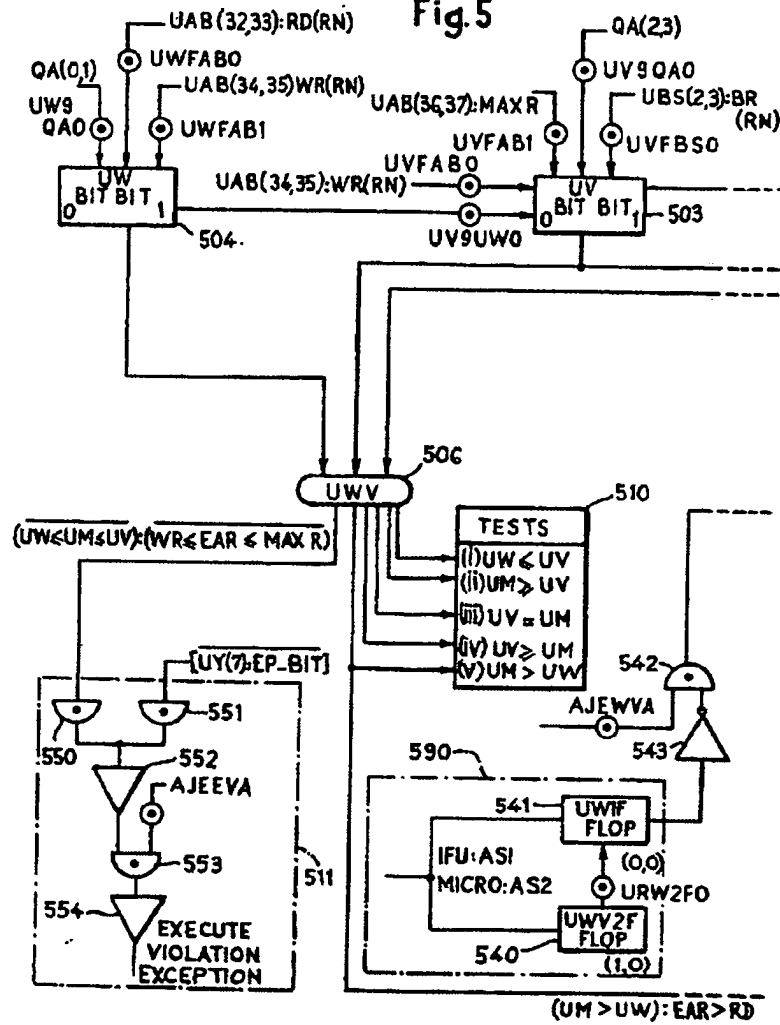 Fig.5
UAB(32,33):RD(RN)
UWFAB0
QA(0,1)
UAB(34,35)WR(RN)
UW9
QA0
UWFAB1
QA(2,3)
UV9QA0
UAB(36,37):MAXR
UBS(2,3):BR
(RN)
UVFAB1
UVFBS0
UVFAB0
UAB(34,35):WR(RN)
UW
BIT BIT
0 1
504
UV
BIT BIT
0 1
503
UV9UW0
506
UWV
510
TESTS
(i)UW≤UV
(ii)UM≥UV
(iii)UV=UM
(iv)UV≥UM
(v)UM>UW
(UW≤UM≤UV):(WR≤EAR≤MAXR)
[UY(7):EP_BIT]
550
551
552
AJEEVA
553
554
511
EXECUTE
VIOLATION
EXCEPTION
542
AJEWVA
543
590
541
UW1F
FLOP
IFU:AS1
MICRO:AS2
(0,0)
URW2F0
UWV2F
FLOP
540
(1,0)
(UM>UW):EAR>RD